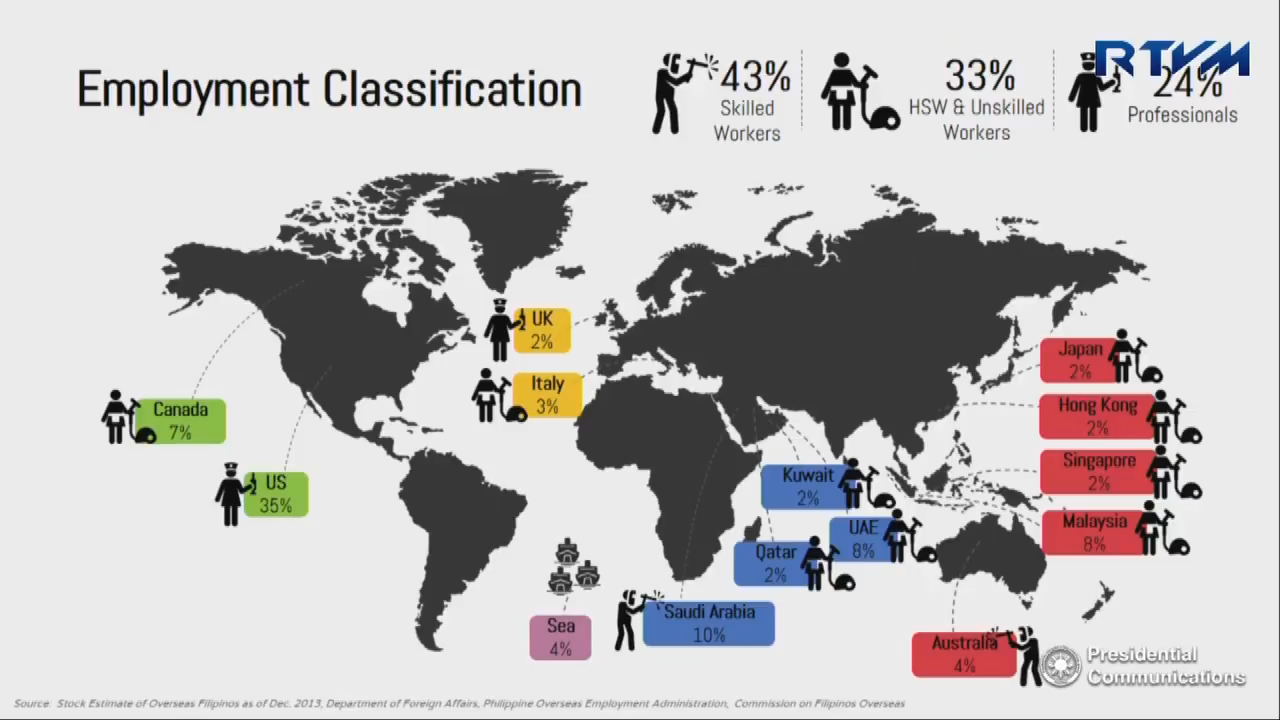 RTVM
Employment Classification
43%
Skilled
Workers
33%
HSW & Unskilled
Workers
24%
Professionals
UK
2%
Italy
3%
Canada
7%
US
35%
Japan
2%
Hong Kong
2%
Singapore
2%
Malaysia
8%
Kuwait
2%
UAE
8%
Qatar
2%
Saudi Arabia
10%
Sea
4%
Australia
4%
Presidential
Communications
Source: Stock Estimate of Overseas Filipinos as of Dec. 2013, Department of Foreign Affairs, Philippine Overseas Employment Administration, Commission on Filipinos Overseas